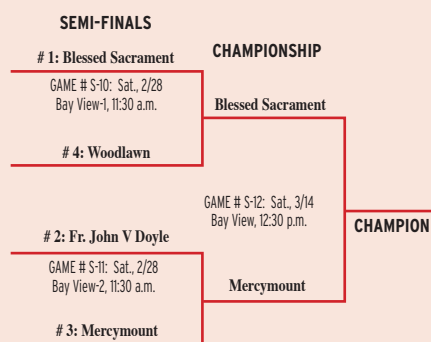 SEMI-FINALS
# 1: Blessed Sacrament
CHAMPIONSHIP
GAME # S-10: Sat., 2/28
Bay View-1, 11:30 a.m.
Blessed Sacrament
# 4: Woodlawn
GAME # S-12: Sat., 3/14
Bay View, 12:30 p.m.
CHAMPION
# 2: Fr. John V Doyle
GAME # S-11: Sat., 2/28
Bay View-2, 11:30 a.m.
Mercymount
# 3: Mercymount